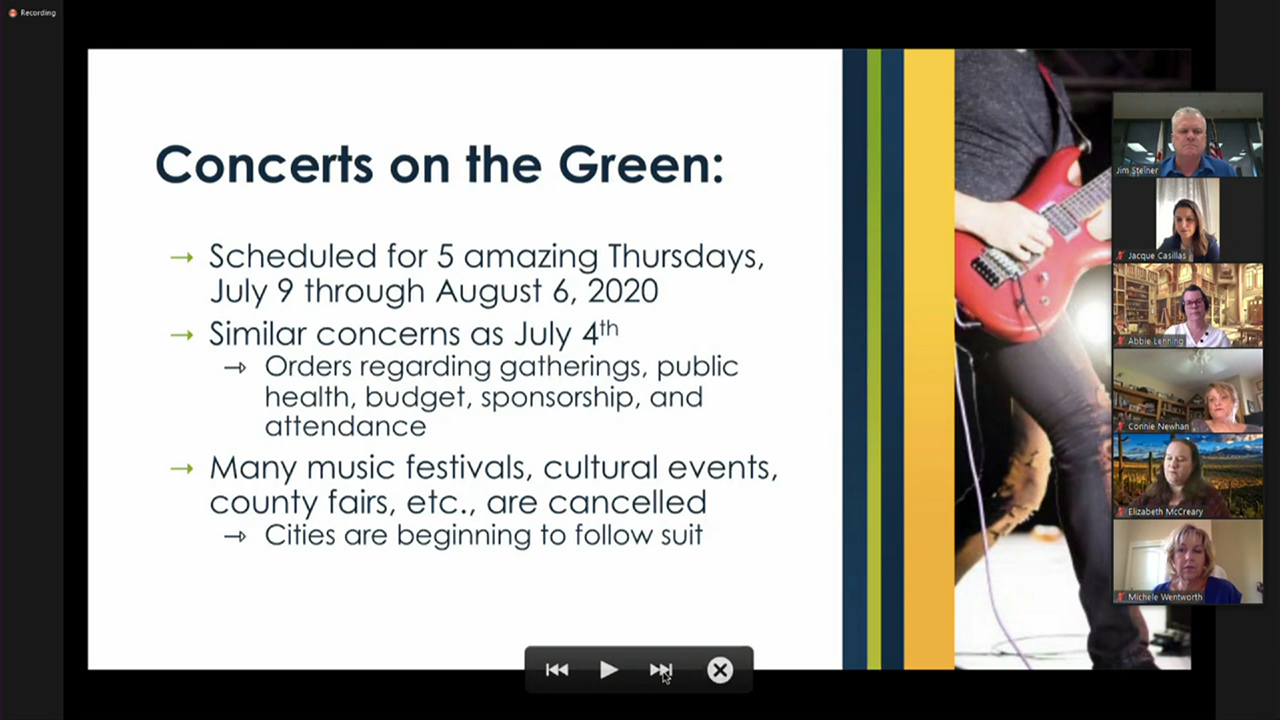 Recording
Concerts on the Green:
→ Scheduled for 5 amazing Thursdays,
July 9 through August 6, 2020
→ Similar concerns as July 4th
→ Orders regarding gatherings, public
health, budget, sponsorship, and
attendance
→ Many music festivals, cultural events,
county fairs, etc., are cancelled
→ Cities are beginning to follow suit
Jim Steiner
Jacque Casillas
Abbie Lenning
Connie Newhan
Elizabeth McCreary
Michele Wentworth